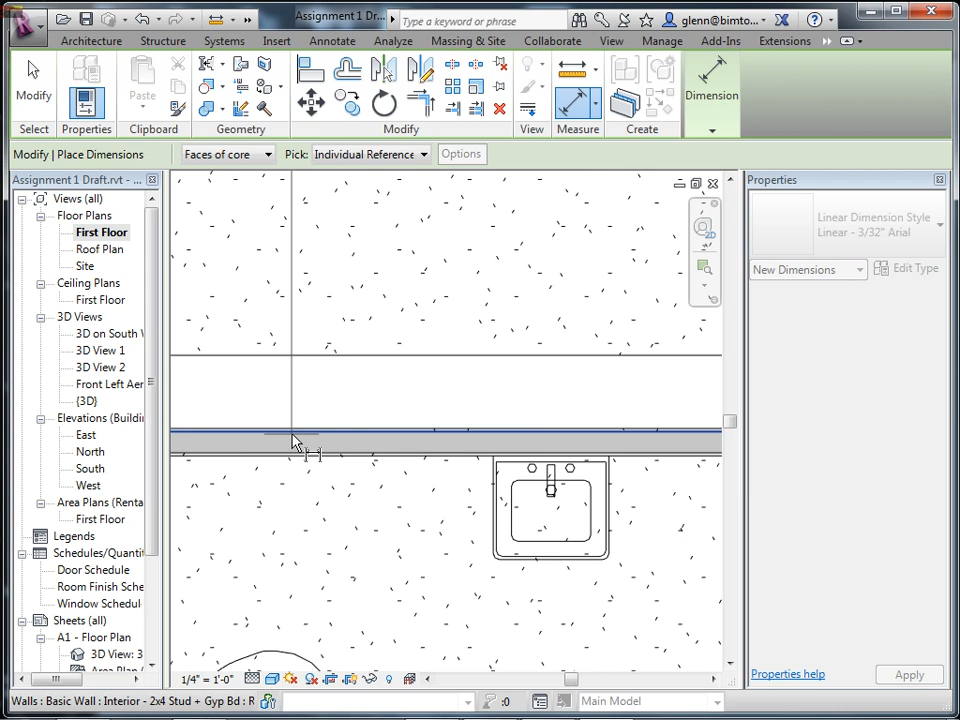 Assignment 1 Dr...
Type a keyword or phrase
glenn@bimto...
Architecture Structure Systems Insert Annotate Analyze Massing & Site Collaborate View Manage Add-Ins Extensions
Modify
Paste
Dimension
Select Properties Clipboard Geometry Modify View Measure Create
Modify | Place Dimensions
Faces of core
Pick: Individual Reference
Options
Assignment 1 Draft.rvt - ...
Views (all)
Floor Plans
First Floor
Roof Plan
Site
Ceiling Plans
First Floor
3D Views
3D on South
3D View 1
3D View 2
Front Left Aer
{3D}
Elevations (Buildin
East
North
South
West
Area Plans (Renta
First Floor
Legends
Schedules/Quantit
Door Schedule
Room Finish Sche
Window Schedul
Sheets (all)
A1 - Floor Plan
3D View: 3
Area Plan
2D
Properties
Linear Dimension Style
Linear - 3/32" Arial
New Dimensions
Edit Type
Properties help
Apply
1/4" = 1'-0"
Walls : Basic Wall : Interior - 2x4 Stud + Gyp Bd : R
:0
Main Model